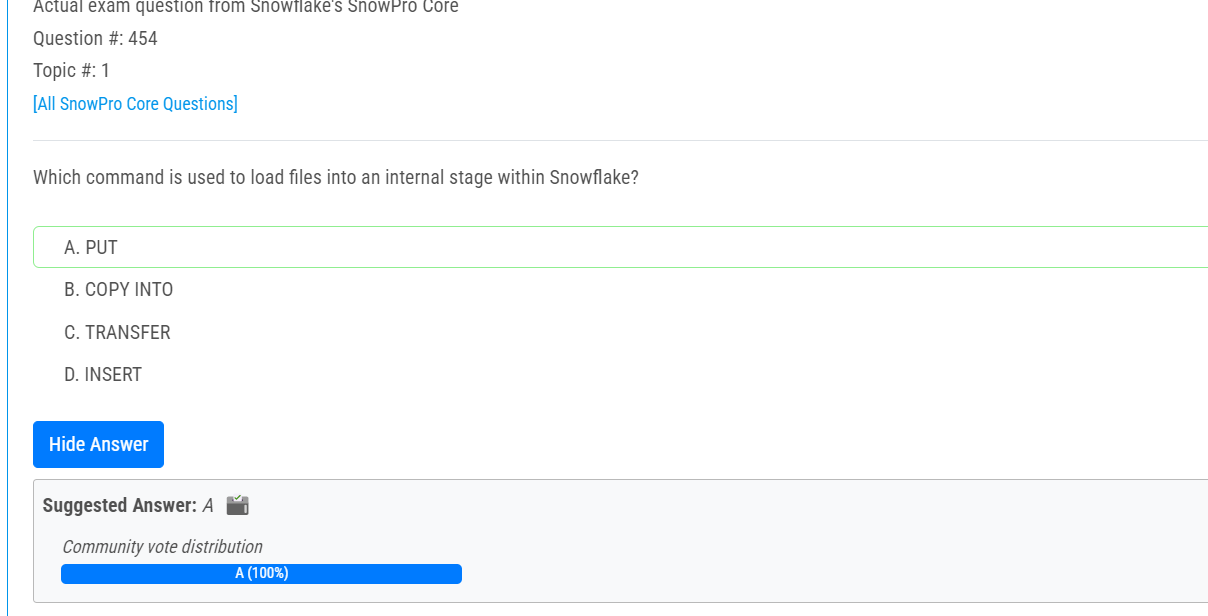 Actual exam question from Snowflake's SnowPro Core
Question #: 454
Topic #: 1
[All SnowPro Core Questions]
Which command is used to load files into an internal stage within Snowflake?
A. PUT
B. COPY INTO
C. TRANSFER
D. INSERT
Hide Answer
Suggested Answer: A
Community vote distribution
A (100%)